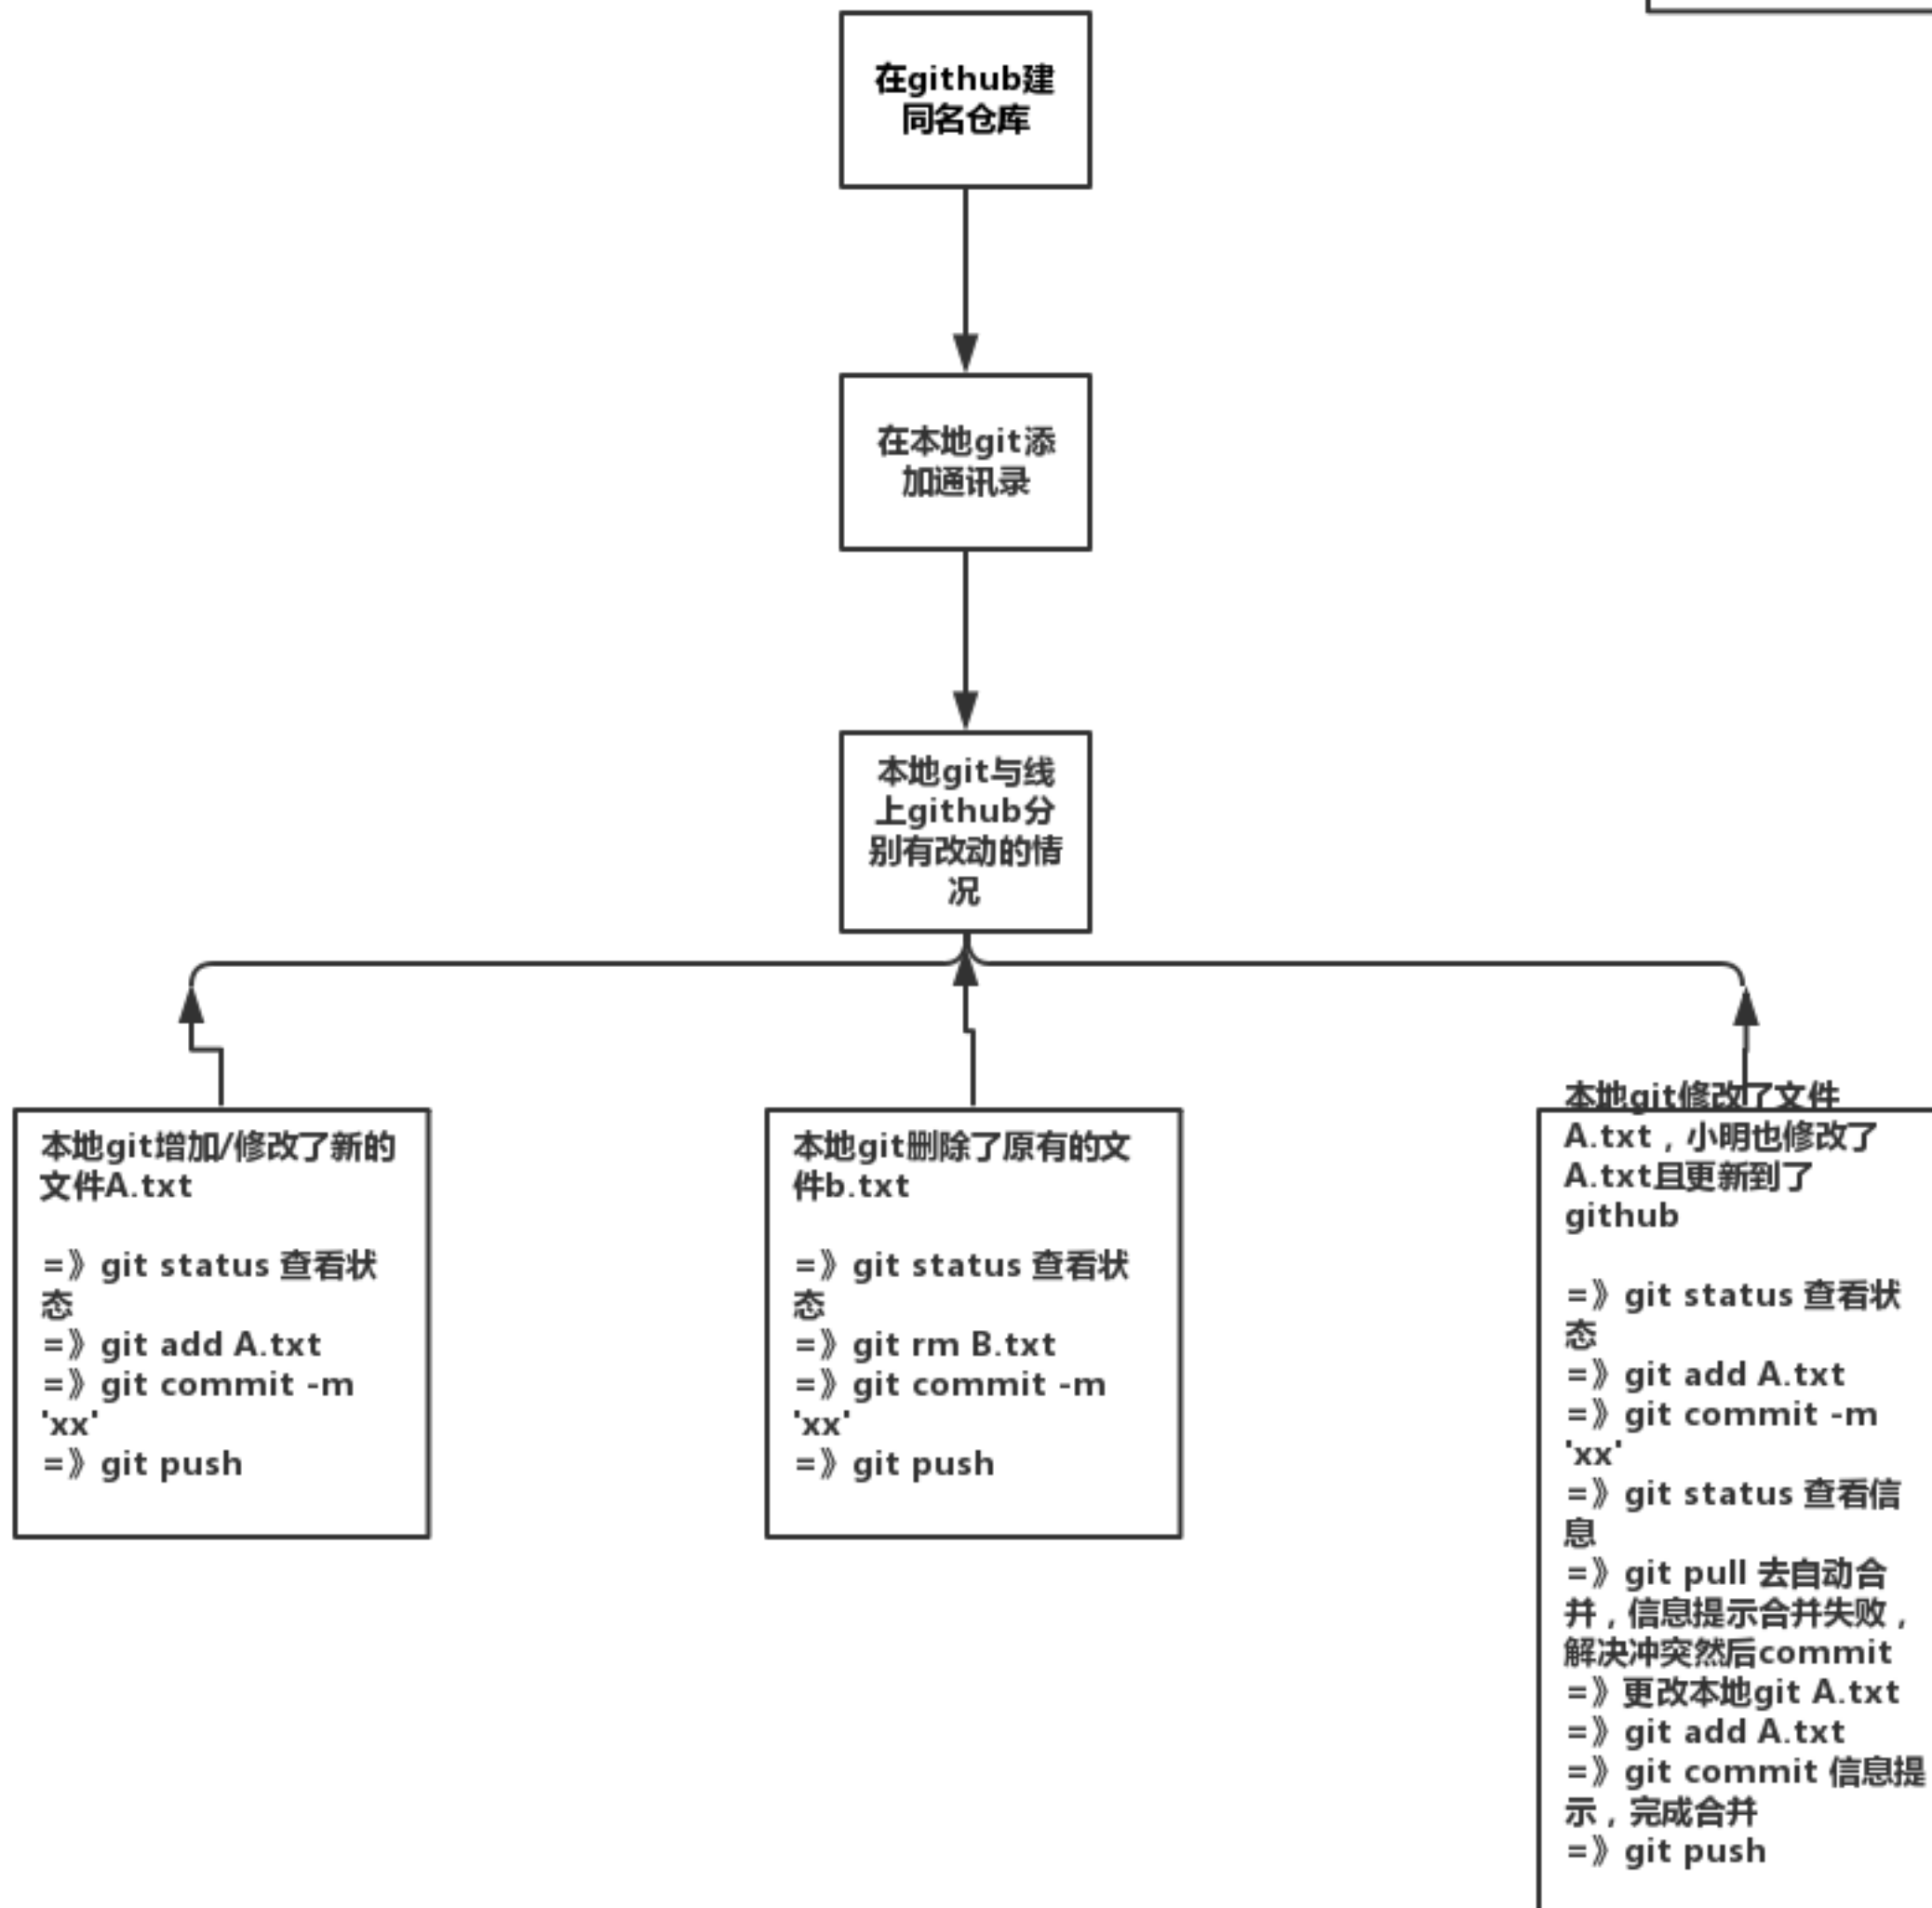 在github建
同名仓库
在本地git添
加通讯录
本地git与线
上github分
别有改动的情
况
本地git增加/修改了新的
文件A.txt
=》git status 查看状
态
=》git add A.txt
=》git commit -m
'xx'
=》git push
本地git删除了原有的文
件b.txt
=》git status 查看状
态
=》git rm B.txt
=》git commit -m
'xx'
=》git push
本地git修改了文件
A.txt，小明也修改了
A.txt且更新到了
github
=》git status 查看状
态
=》git add A.txt
=》git commit -m
'xx'
=》git status 查看信
息
=》git pull 去自动合
并，信息提示合并失败，
解决冲突然后commit
=》更改本地git A.txt
=》git add A.txt
=》git commit 信息提
示，完成合并
=》git push